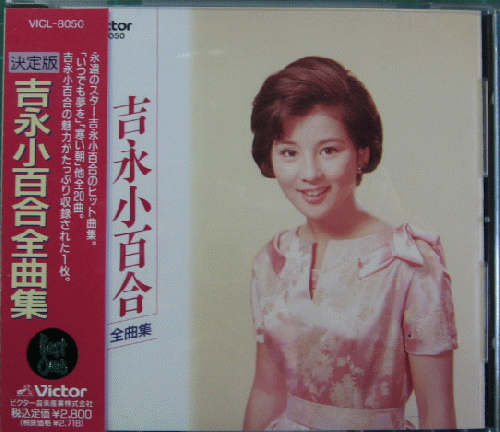 VICL-8050
決定版
吉永小百合全曲集
永遠のスター吉永小百合のヒット曲集。
「いつでも夢を」「寒い朝」他全20曲。
吉永小百合の魅力がたっぷり収録された1枚。
Victor
ビクター音楽産業株式会社
税込定価¥2,800
(税抜価格 ¥2,718)
ctor
8050
吉永小百合
全曲集